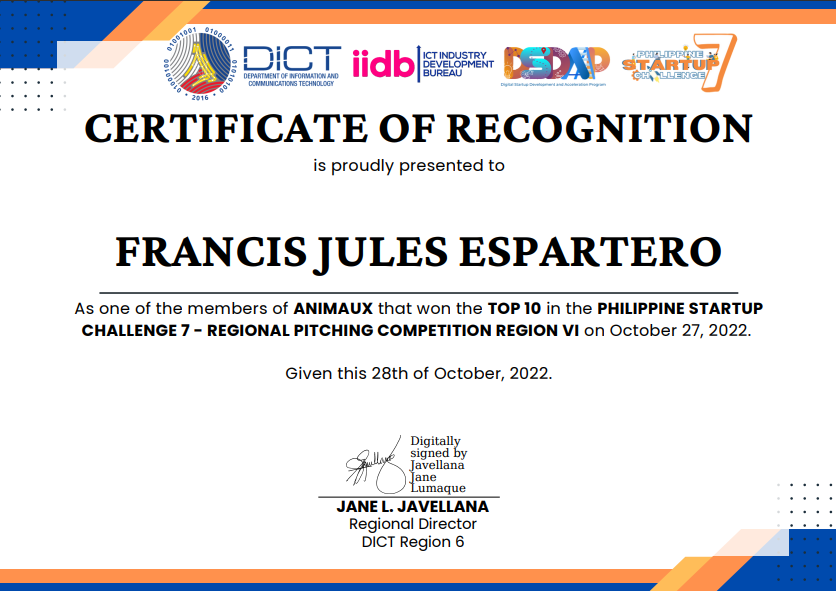 01001001 01000011 01010100
• 2016 •
DICT
DEPARTMENT OF INFORMATION AND
COMMUNICATIONS TECHNOLOGY
iidb
ICT INDUSTRY
DEVELOPMENT
BUREAU
DSDAP
Digital Startup Development and Acceleration Program
PHILIPPINE
STARTUP
CHALLENGE
7
CERTIFICATE OF RECOGNITION
is proudly presented to
FRANCIS JULES ESPARTERO
As one of the members of ANIMAUX that won the TOP 10 in the PHILIPPINE STARTUP
CHALLENGE 7 - REGIONAL PITCHING COMPETITION REGION VI on October 27, 2022.
Given this 28th of October, 2022.
Digitally
signed by
Javellana
Jane
Lumaque
JANE L. JAVELLANA
Regional Director
DICT Region 6